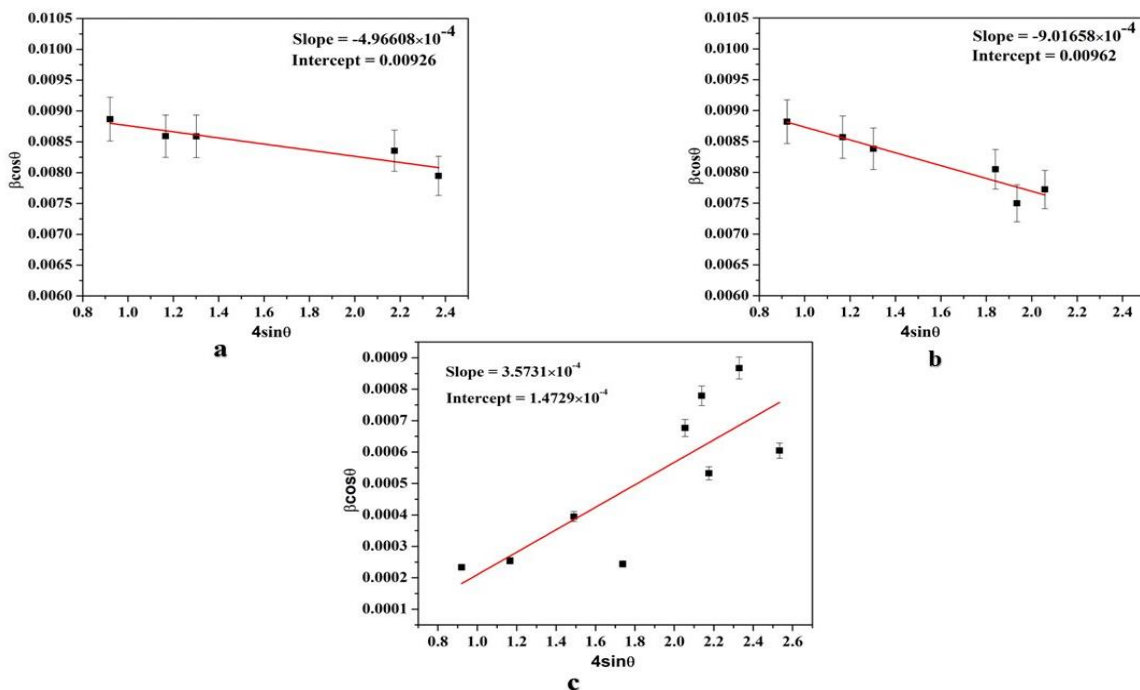 Slope = -4.96608×10⁻⁴
Intercept = 0.00926
0.0105
0.0100
0.0095
0.0090
0.0085
0.0080
0.0075
0.0070
0.0065
0.0060
βcosθ
0.8 1.0 1.2 1.4 1.6 1.8 2.0 2.2 2.4
4sinθ
a
Slope = -9.01658×10⁻⁴
Intercept = 0.00962
0.0105
0.0100
0.0095
0.0090
0.0085
0.0080
0.0075
0.0070
0.0065
0.0060
βcosθ
0.8 1.0 1.2 1.4 1.6 1.8 2.0 2.2 2.4
4sinθ
b
Slope = 3.5731×10⁻⁴
Intercept = 1.4729×10⁻⁴
0.0009
0.0008
0.0007
0.0006
0.0005
0.0004
0.0003
0.0002
0.0001
βcosθ
0.8 1.0 1.2 1.4 1.6 1.8 2.0 2.2 2.4 2.6
4sinθ
c